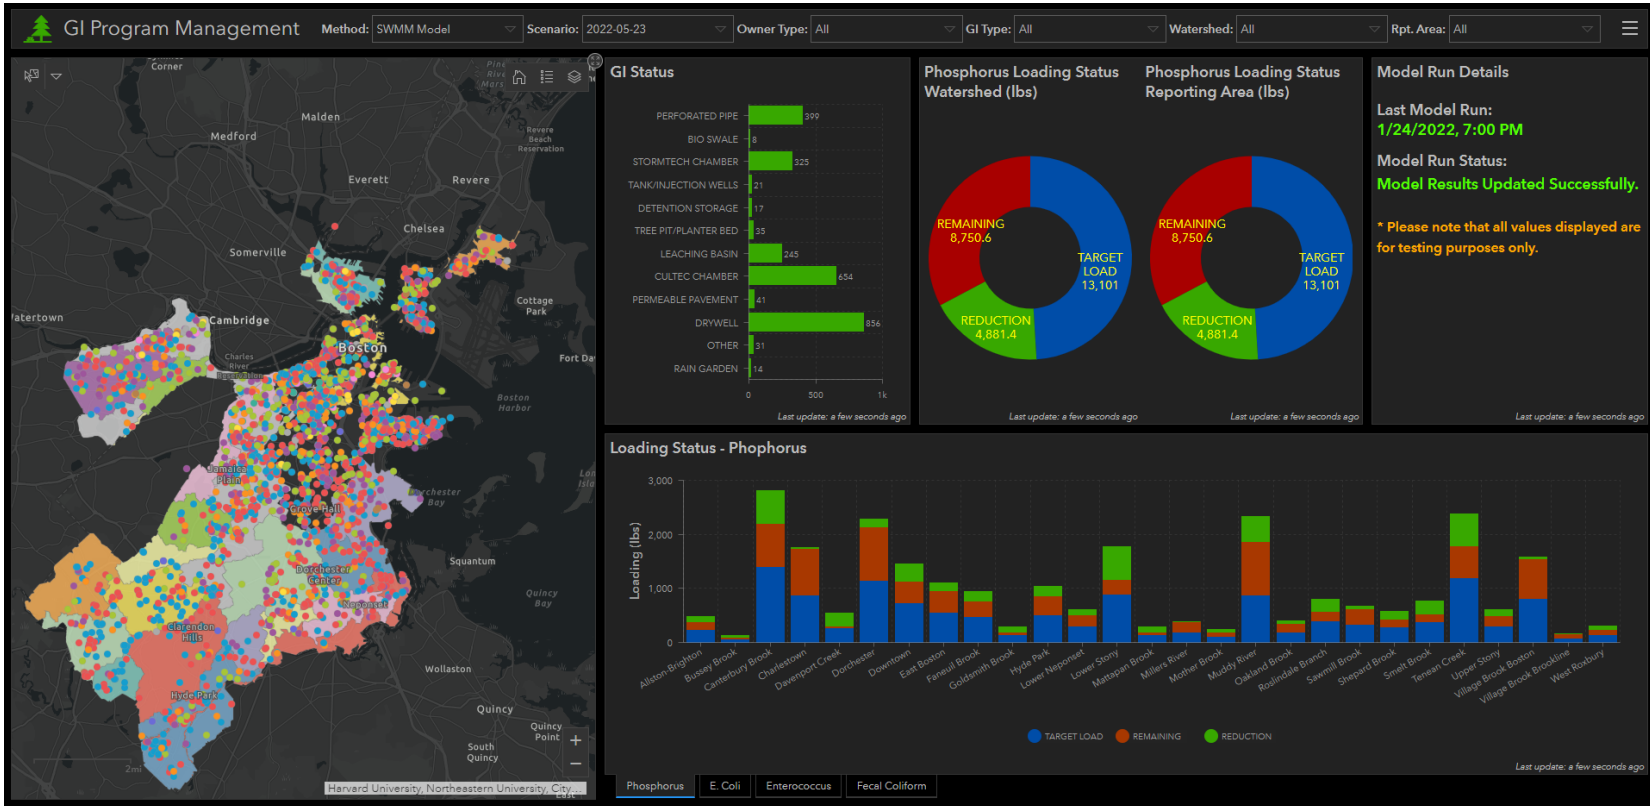 GI Program Management
Method: SWMM Model
Scenario: 2022-05-23
Owner Type: All
GI Type: All
Watershed: All
Rpt. Area: All
Corner
Malden
Medford
Revere
Beach
Reservation
Everett
Revere
Chelsea
Somerville
Cottage
Park
Cambridge
Boston
Charles
River
Fort
Boston
Harbor
Jamaica
Plain
Bay
Grove Hall
Squantum
Dorchester
Center
Quincy
Bay
Neponset
Clarendon
Hills
Wollaston
Hyde Park
Quincy
Quincy
Point
South
Quincy
2mi
Harvard University, Northeastern University, City...
GI Status
PERFORATED PIPE 399
BIO SWALE 8
STORMTECH CHAMBER 325
TANK/INJECTION WELLS 21
DETENTION STORAGE 17
TREE PIT/PLANTER BED 35
LEACHING BASIN 245
CULTEC CHAMBER 654
PERMEABLE PAVEMENT 41
DRYWELL 856
OTHER 31
RAIN GARDEN 14
0 500 1k
Last update: a few seconds ago
Phosphorus Loading Status
Watershed (lbs)
REMAINING
8,750.6
TARGET
LOAD
13,101
REDUCTION
4,881.4
Last update: a few seconds ago
Phosphorus Loading Status
Reporting Area (lbs)
REMAINING
8,750.6
TARGET
LOAD
13,101
REDUCTION
4,881.4
Last update: a few seconds ago
Model Run Details
Last Model Run:
1/24/2022, 7:00 PM
Model Run Status:
Model Results Updated Successfully.
* Please note that all values displayed are
for testing purposes only.
Last update: a few seconds ago
Loading Status - Phophorus
Loading (lbs)
3,000
2,000
1,000
0
Allston-Brighton
Bussey Brook
Canterbury Brook
Charlestown
Davenport Creek
Dorchester
Downtown
East Boston
Faneuil Brook
Goldsmith Brook
Hyde Park
Lower Neponset
Lower Stony
Mattapan Brook
Millers River
Mother Brook
Muddy River
Oakland Brook
Roslindale Branch
Sawmill Brook
Shepard Brook
Smelt Brook
Tenean Creek
Upper Stony
Village Brook Boston
Village Brook Brookline
West Roxbury
TARGET LOAD REMAINING REDUCTION
Last update: a few seconds ago
Phosphorus
E. Coli
Enterococcus
Fecal Coliform